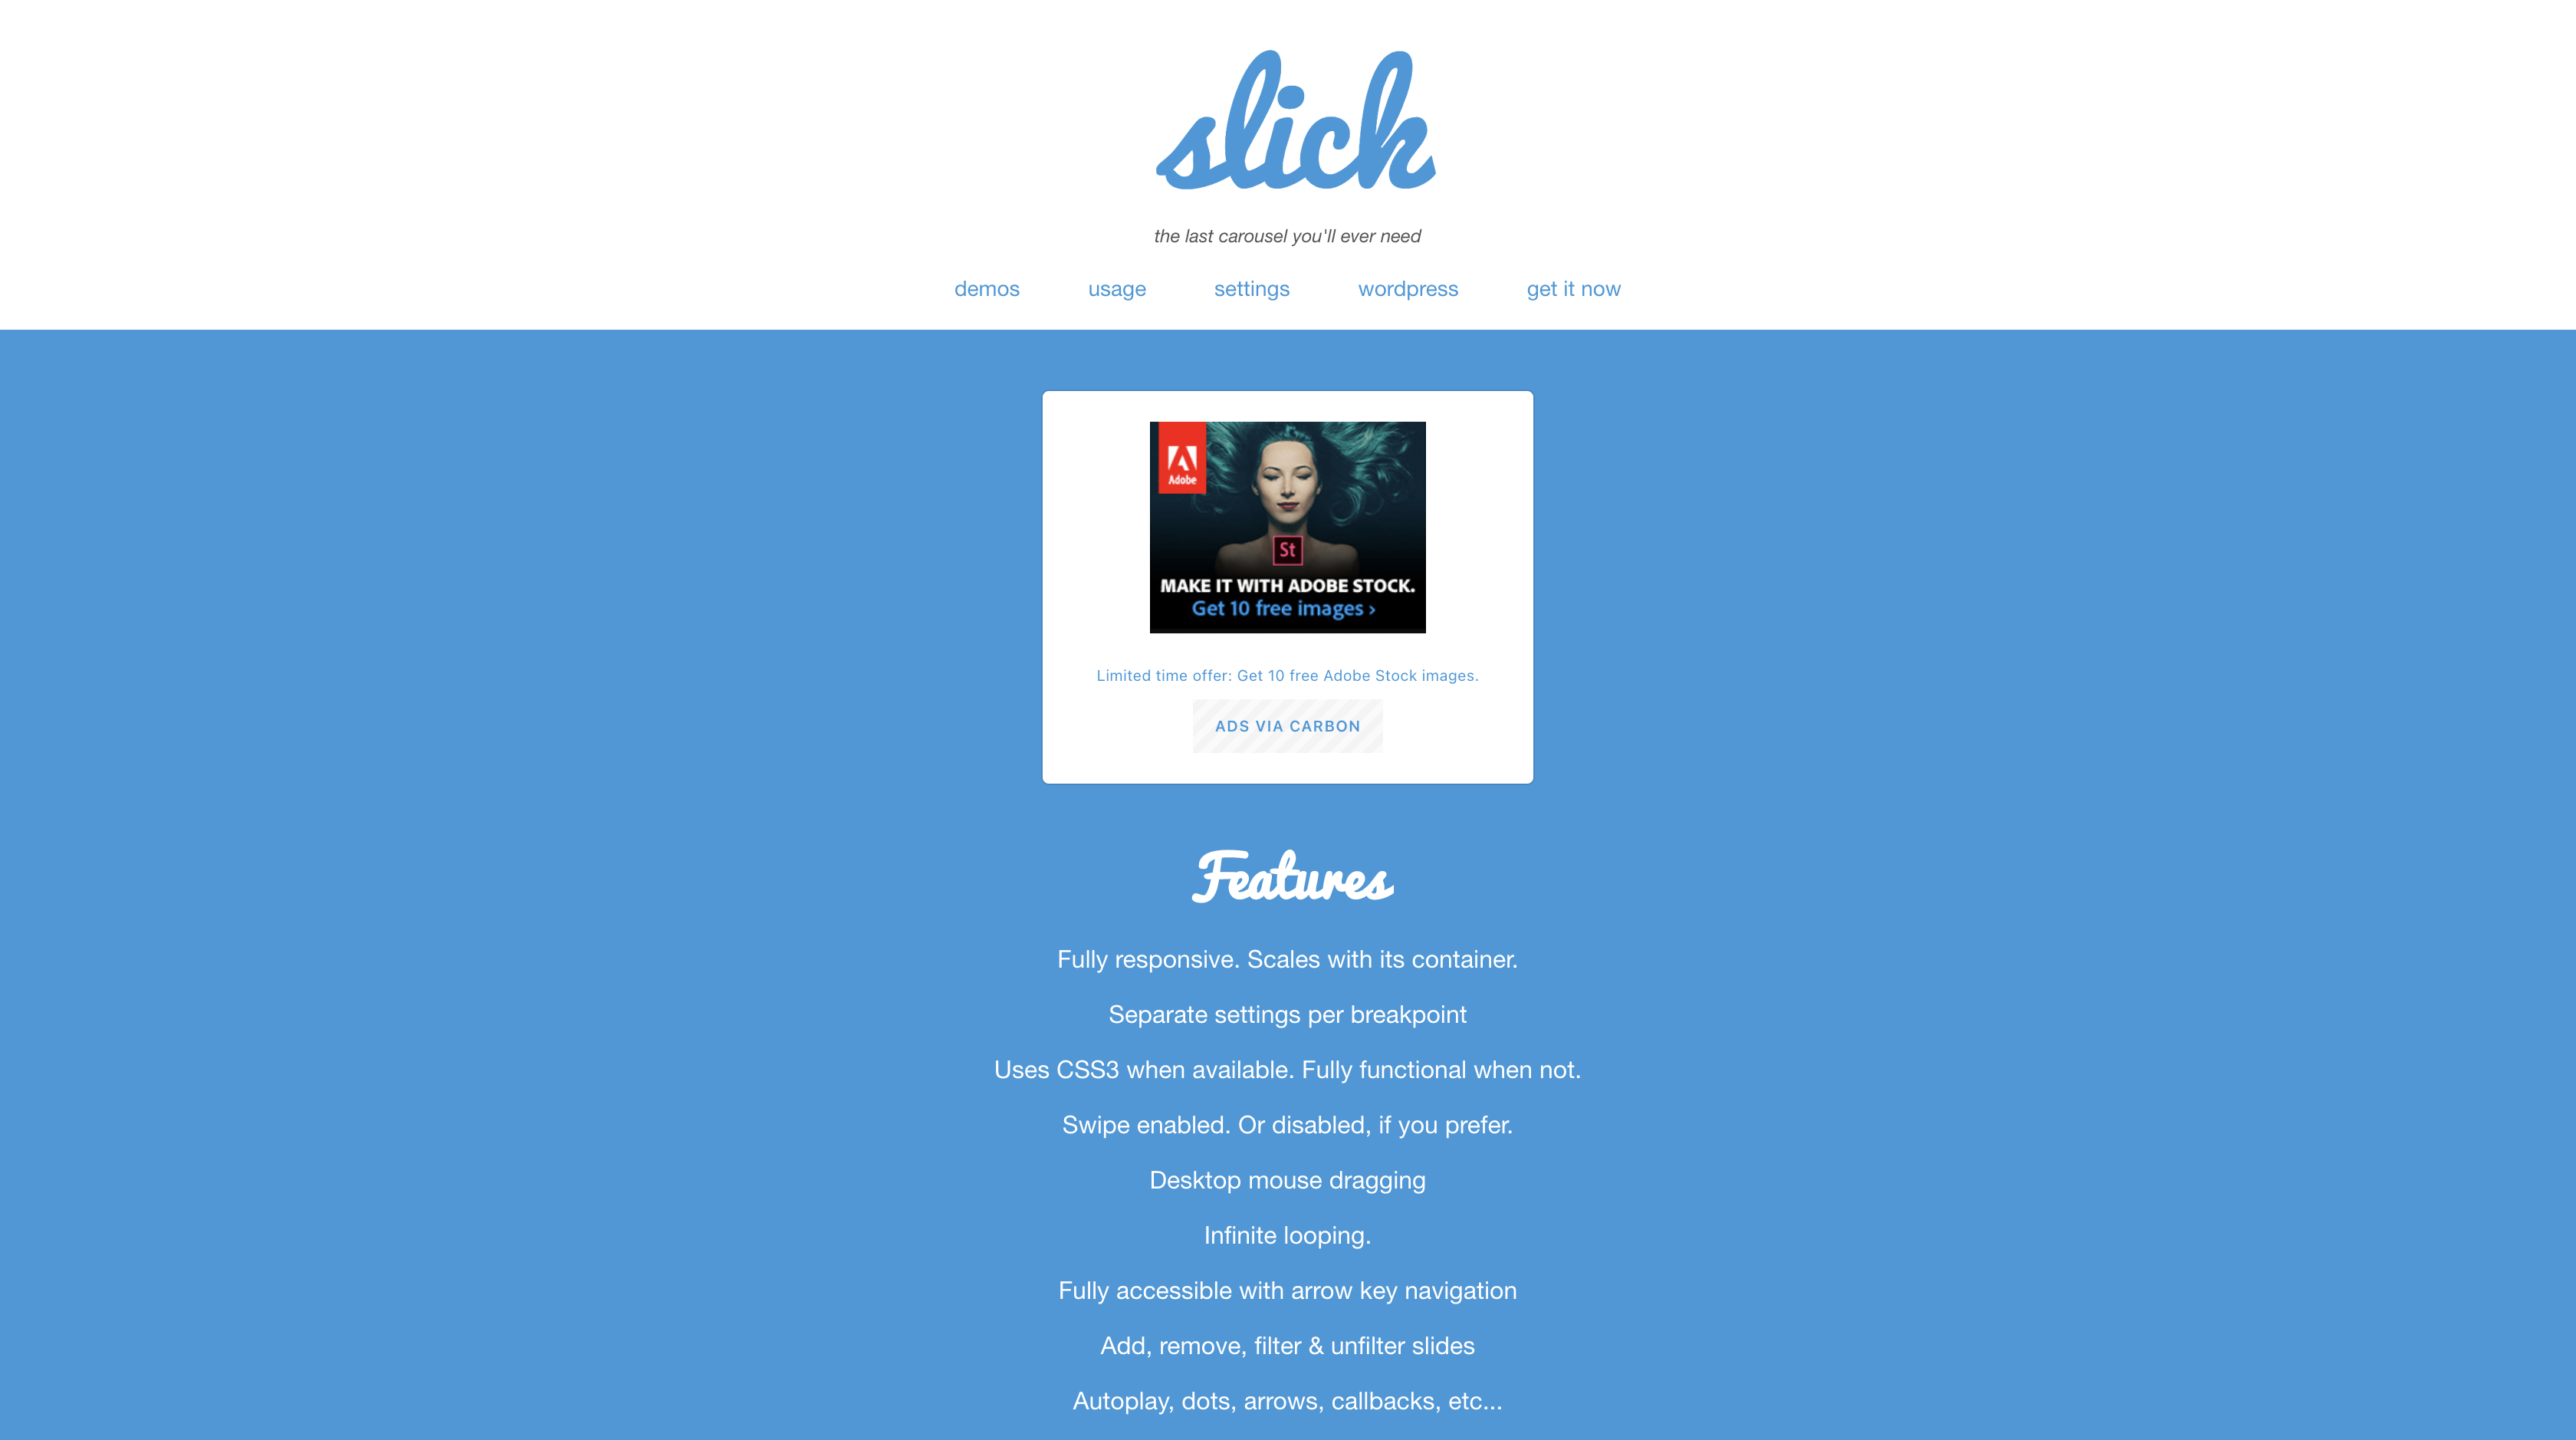 slick
the last carousel you'll ever need
demos usage settings wordpress get it now
Adobe
St
MAKE IT WITH ADOBE STOCK.
Get 10 free images ›
Limited time offer: Get 10 free Adobe Stock images.
ADS VIA CARBON
Features
Fully responsive. Scales with its container.
Separate settings per breakpoint
Uses CSS3 when available. Fully functional when not.
Swipe enabled. Or disabled, if you prefer.
Desktop mouse dragging
Infinite looping.
Fully accessible with arrow key navigation
Add, remove, filter & unfilter slides
Autoplay, dots, arrows, callbacks, etc...